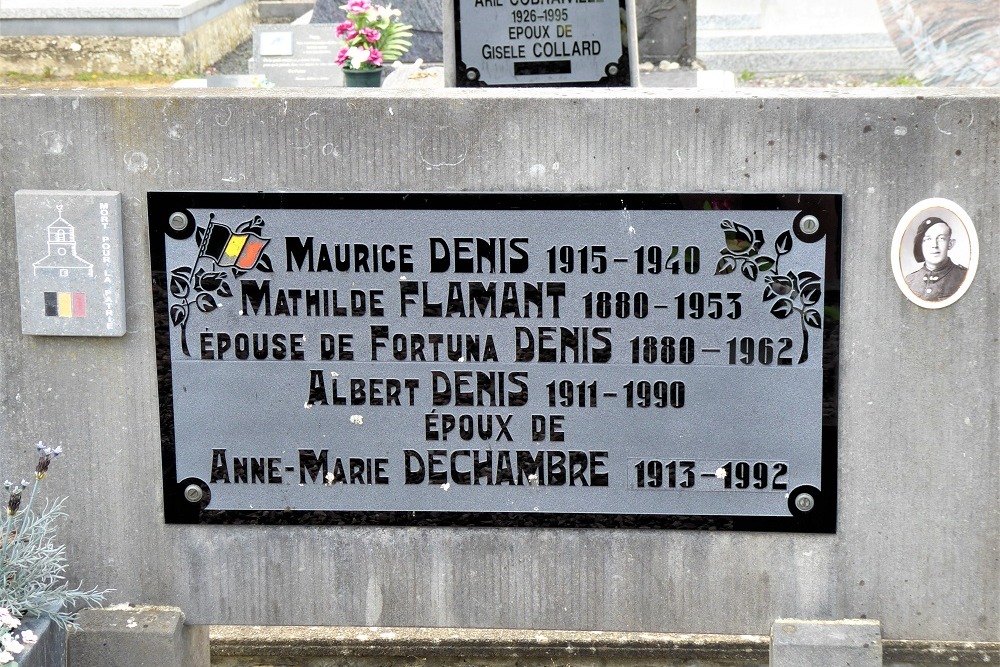 1926-1995
EPOUX DE
GISELE COLLARD
MORT POUR LA PATRIE
MAURICE DENIS 1915-1940
MATHILDE FLAMANT 1880-1953
ÉPOUSE DE FORTUNA DENIS 1880-1962
ALBERT DENIS 1911-1990
ÉPOUX DE
ANNE-MARIE DECHAMBRE 1913-1992